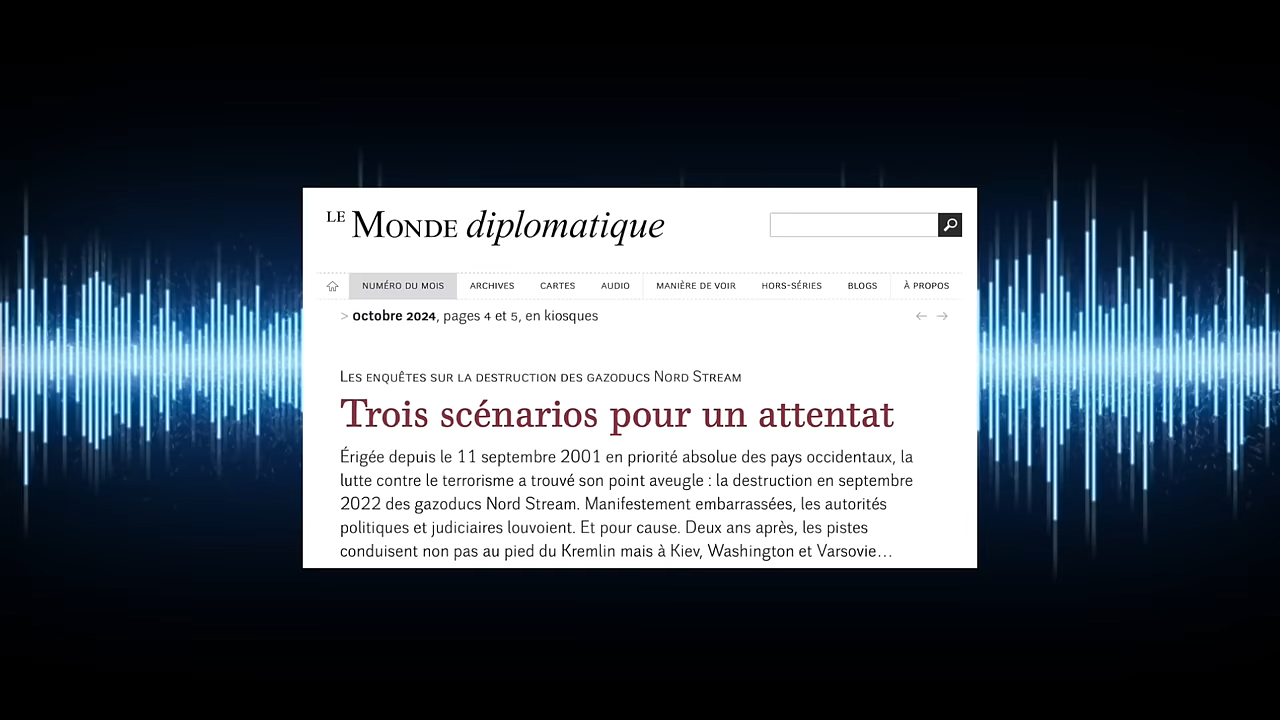 LE MONDE diplomatique
NUMÉRO DU MOIS ARCHIVES CARTES AUDIO MANIÈRE DE VOIR HORS-SÉRIES BLOGS À PROPOS
> octobre 2024, pages 4 et 5, en kiosques ← →
LES ENQUÊTES SUR LA DESTRUCTION DES GAZODUCS NORD STREAM
Trois scénarios pour un attentat
Érigée depuis le 11 septembre 2001 en priorité absolue des pays occidentaux, la
lutte contre le terrorisme a trouvé son point aveugle : la destruction en septembre
2022 des gazoducs Nord Stream. Manifestement embarrassées, les autorités
politiques et judiciaires louvoient. Et pour cause. Deux ans après, les pistes
conduisent non pas au pied du Kremlin mais à Kiev, Washington et Varsovie…